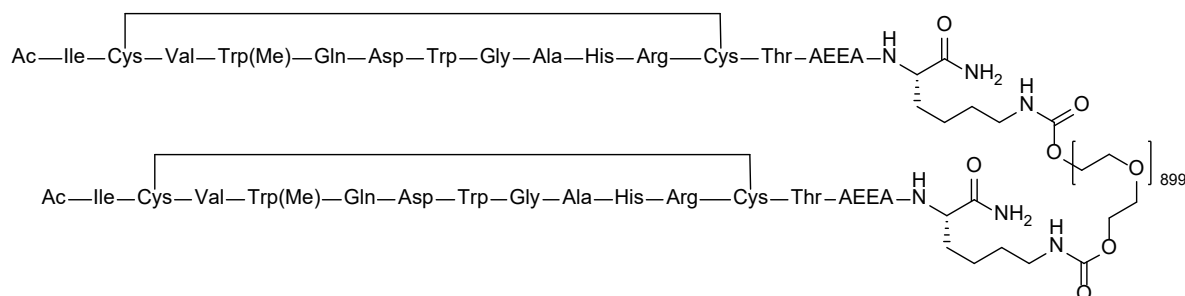 Ac—Ile—Cys—Val—Trp(Me)—Gln—Asp—Trp—Gly—Ala—His—Arg—Cys—Thr—AEEA—N
H
O
NH2
H
N
O
O
O
899
Ac—Ile—Cys—Val—Trp(Me)—Gln—Asp—Trp—Gly—Ala—His—Arg—Cys—Thr—AEEA—N
H
O
NH2
H
N
O
O